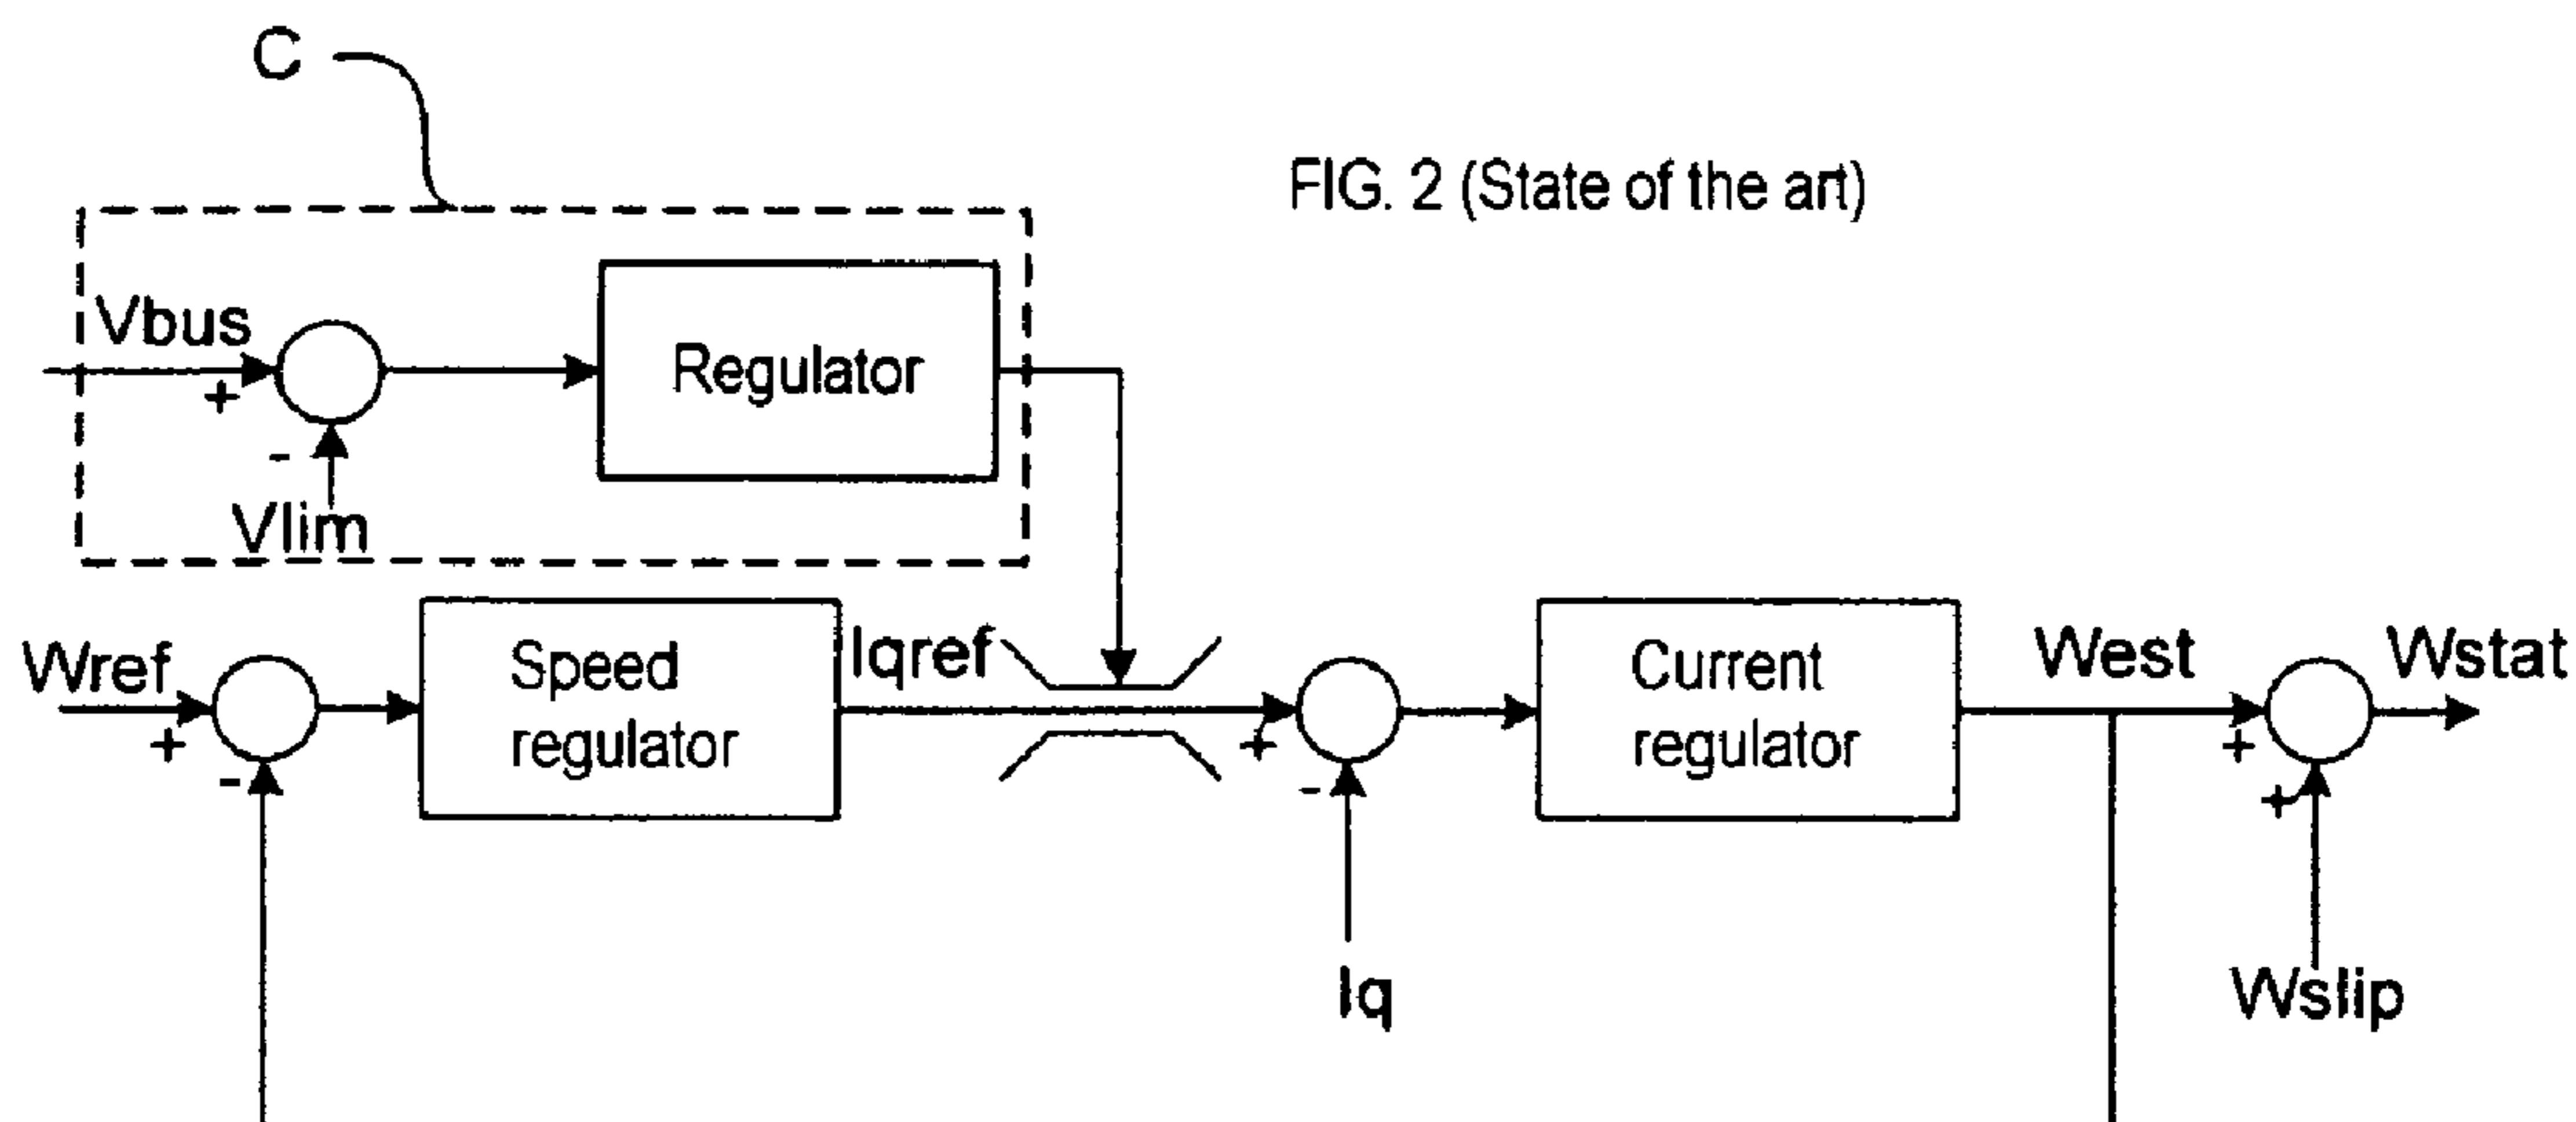 C
FIG. 2 (State of the art)
Vbus
+
-
Vlim
Regulator
Wref
+
-
Speed
regulator
Iqref
+
-
Iq
Current
regulator
West
+
+
Wslip
Wstat